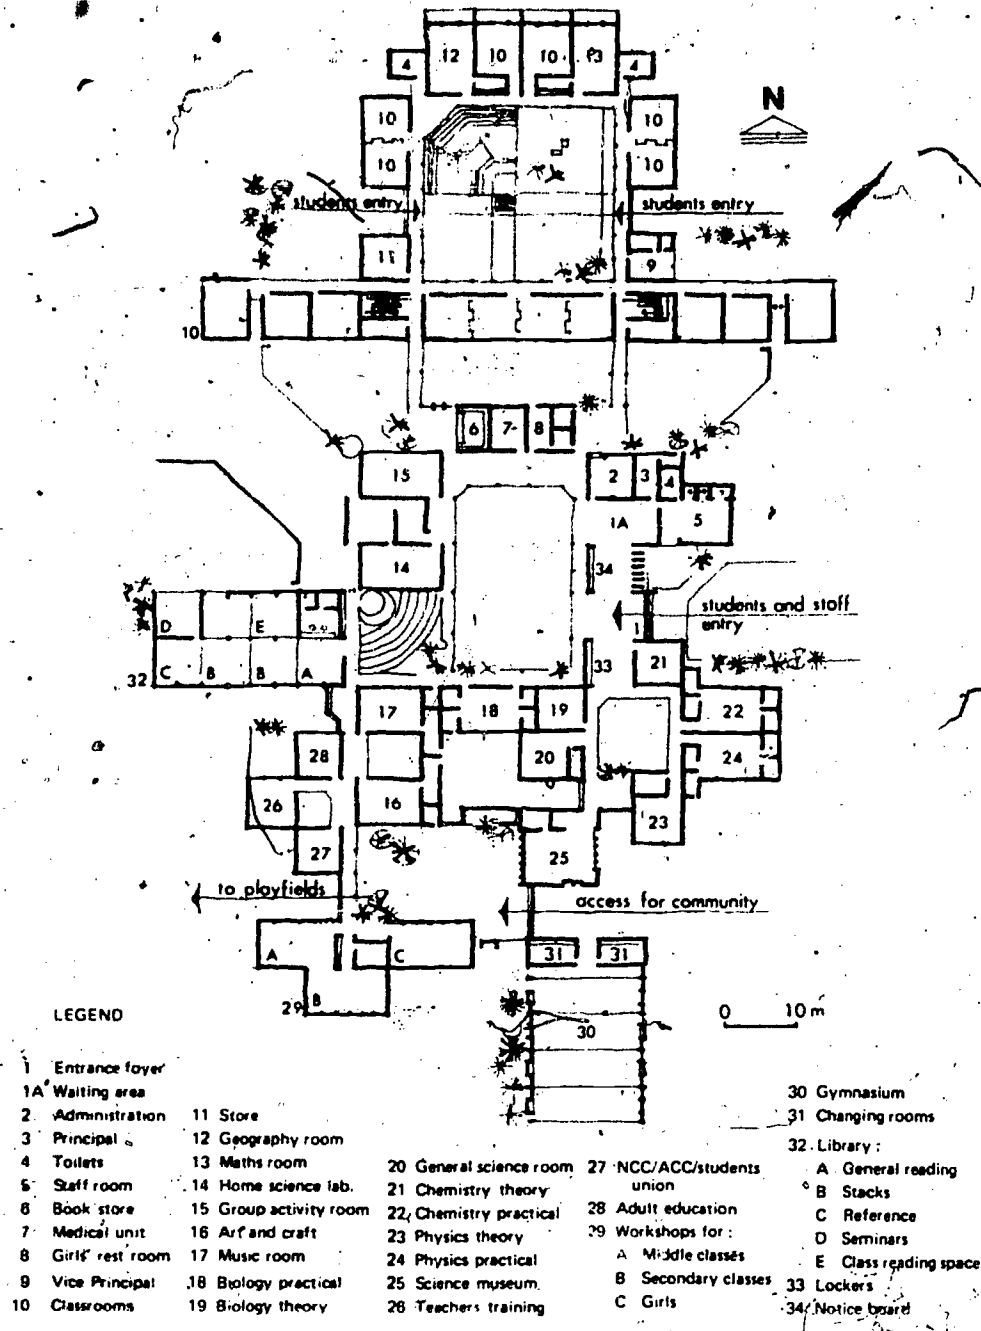 12 10 10 13
4 4
N
10 10
10 10
students entry students entry
11 9
10
6 7 8
15 2 3 4
1A 5
14 34
students and staff
entry
1
D E
33 21
C B B A
32
17 18 19 22
28 20 24
26 16
23
27 25
to playfields
access for community
A C 31 31
B
29
30
0 10 m
LEGEND
1 Entrance foyer
1A Waiting area
2 Administration
3 Principal
4 Toilets
5 Staff room
6 Book store
7 Medical unit
8 Girls' rest room
9 Vice Principal
10 Classrooms
11 Store
12 Geography room
13 Maths room
14 Home science lab.
15 Group activity room
16 Art and craft
17 Music room
18 Biology practical
19 Biology theory
20 General science room
21 Chemistry theory
22 Chemistry practical
23 Physics theory
24 Physics practical
25 Science museum
26 Teachers training
27 NCC/ACC/students
union
28 Adult education
29 Workshops for :
A Middle classes
B Secondary classes
C Girls
30 Gymnasium
31 Changing rooms
32 Library :
A General reading
B Stacks
C Reference
D Seminars
E Class reading space
33 Lockers
34 Notice board